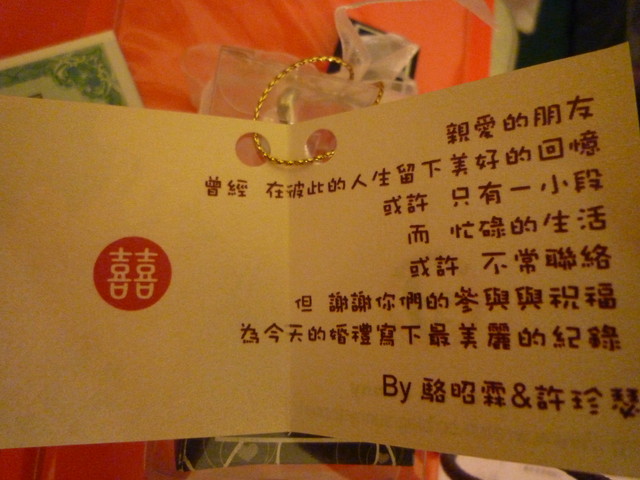 囍
親愛的朋友
曾經 在彼此的人生留下美好的回憶
或許 只有一小段
而 忙碌的生活
或許 不常聯絡
但 謝謝你們的參與與祝福
為今天的婚禮寫下最美麗的紀錄
By 駱昭霖&許珍瑟